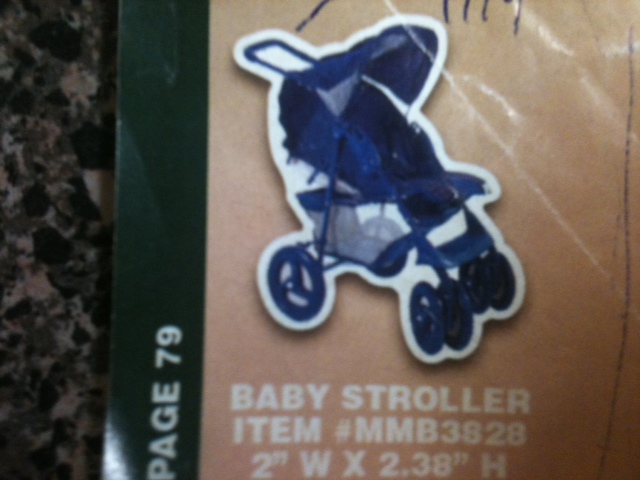 BABY STROLLER
ITEM #MMB3828
2" W X 2.38" H
PAGE 79